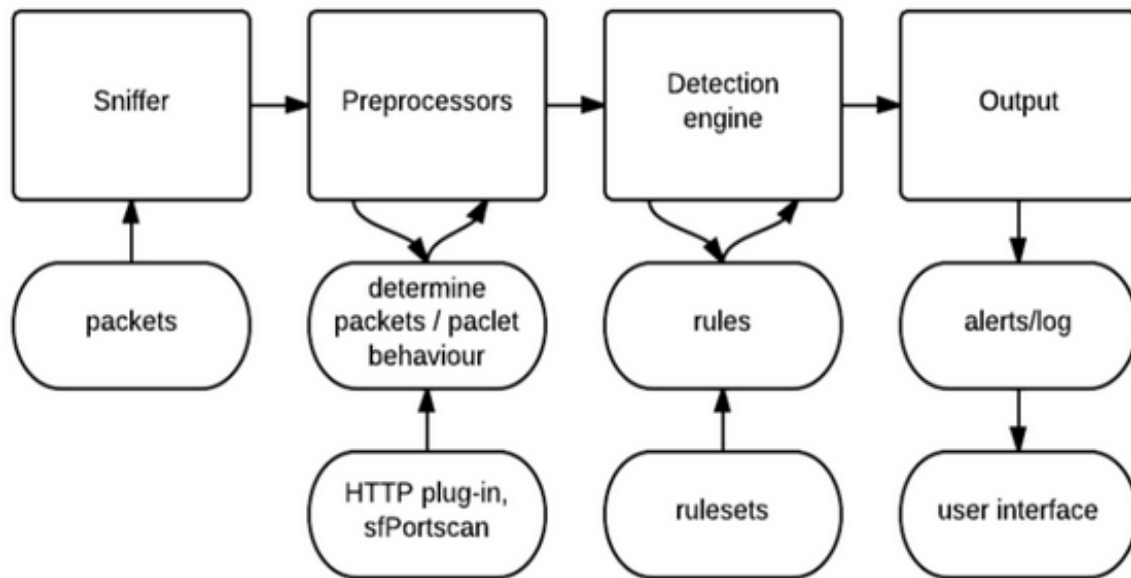 Sniffer
Preprocessors
Detection
engine
Output
packets
determine
packets / paclet
behaviour
rules
alerts/log
HTTP plug-in,
sfPortscan
rulesets
user interface